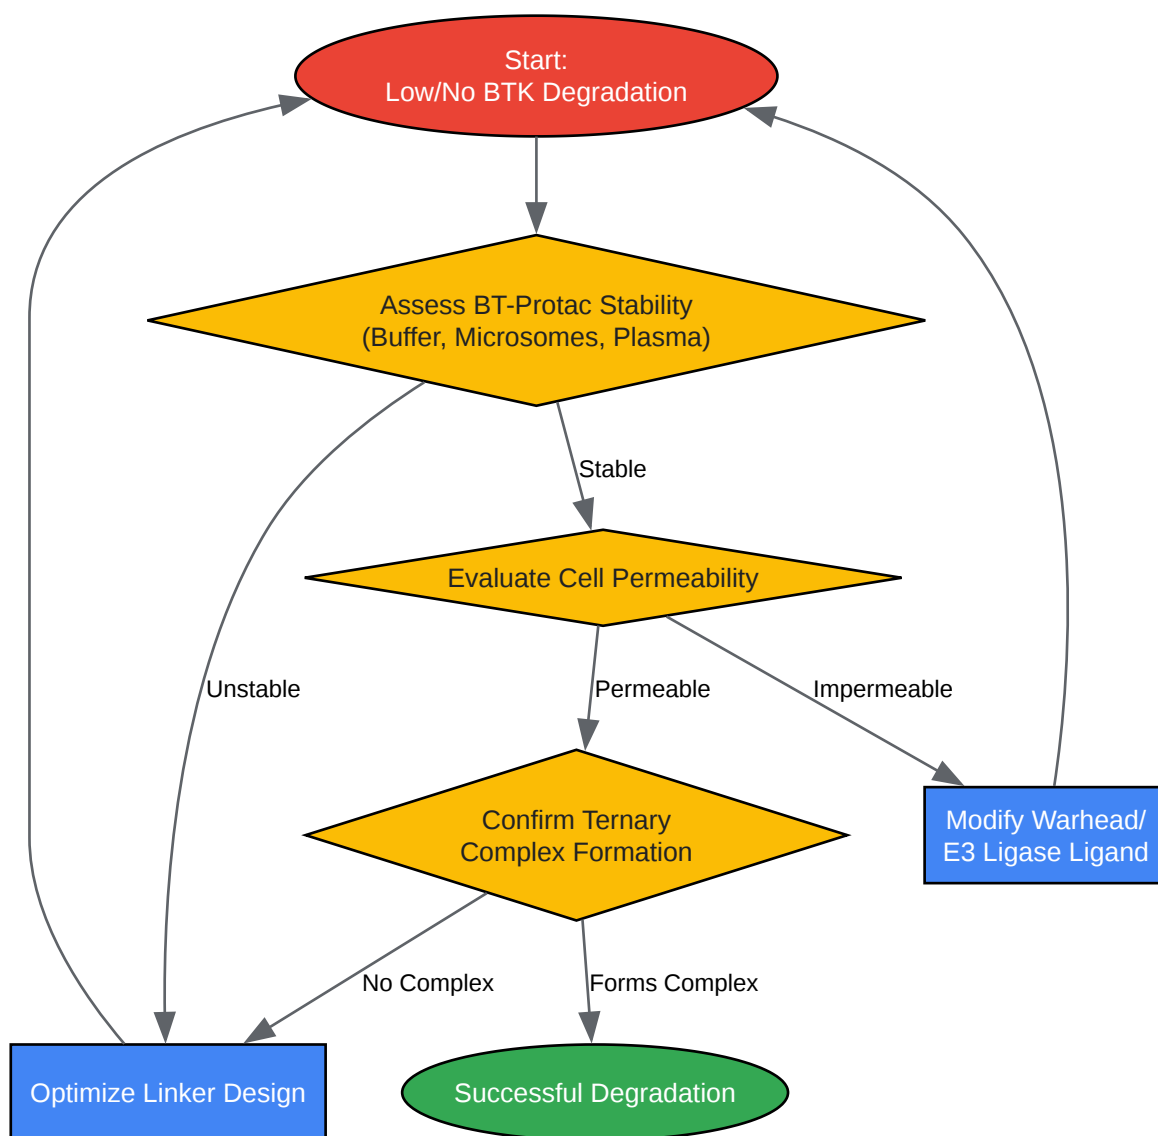 Start:
Low/No BTK Degradation
Assess BT-Protac Stability
(Buffer, Microsomes, Plasma)
Stable
Evaluate Cell Permeability
Unstable
Permeable
Impermeable
Confirm Ternary
Complex Formation
Modify Warhead/
E3 Ligase Ligand
No Complex
Forms Complex
Optimize Linker Design
Successful Degradation